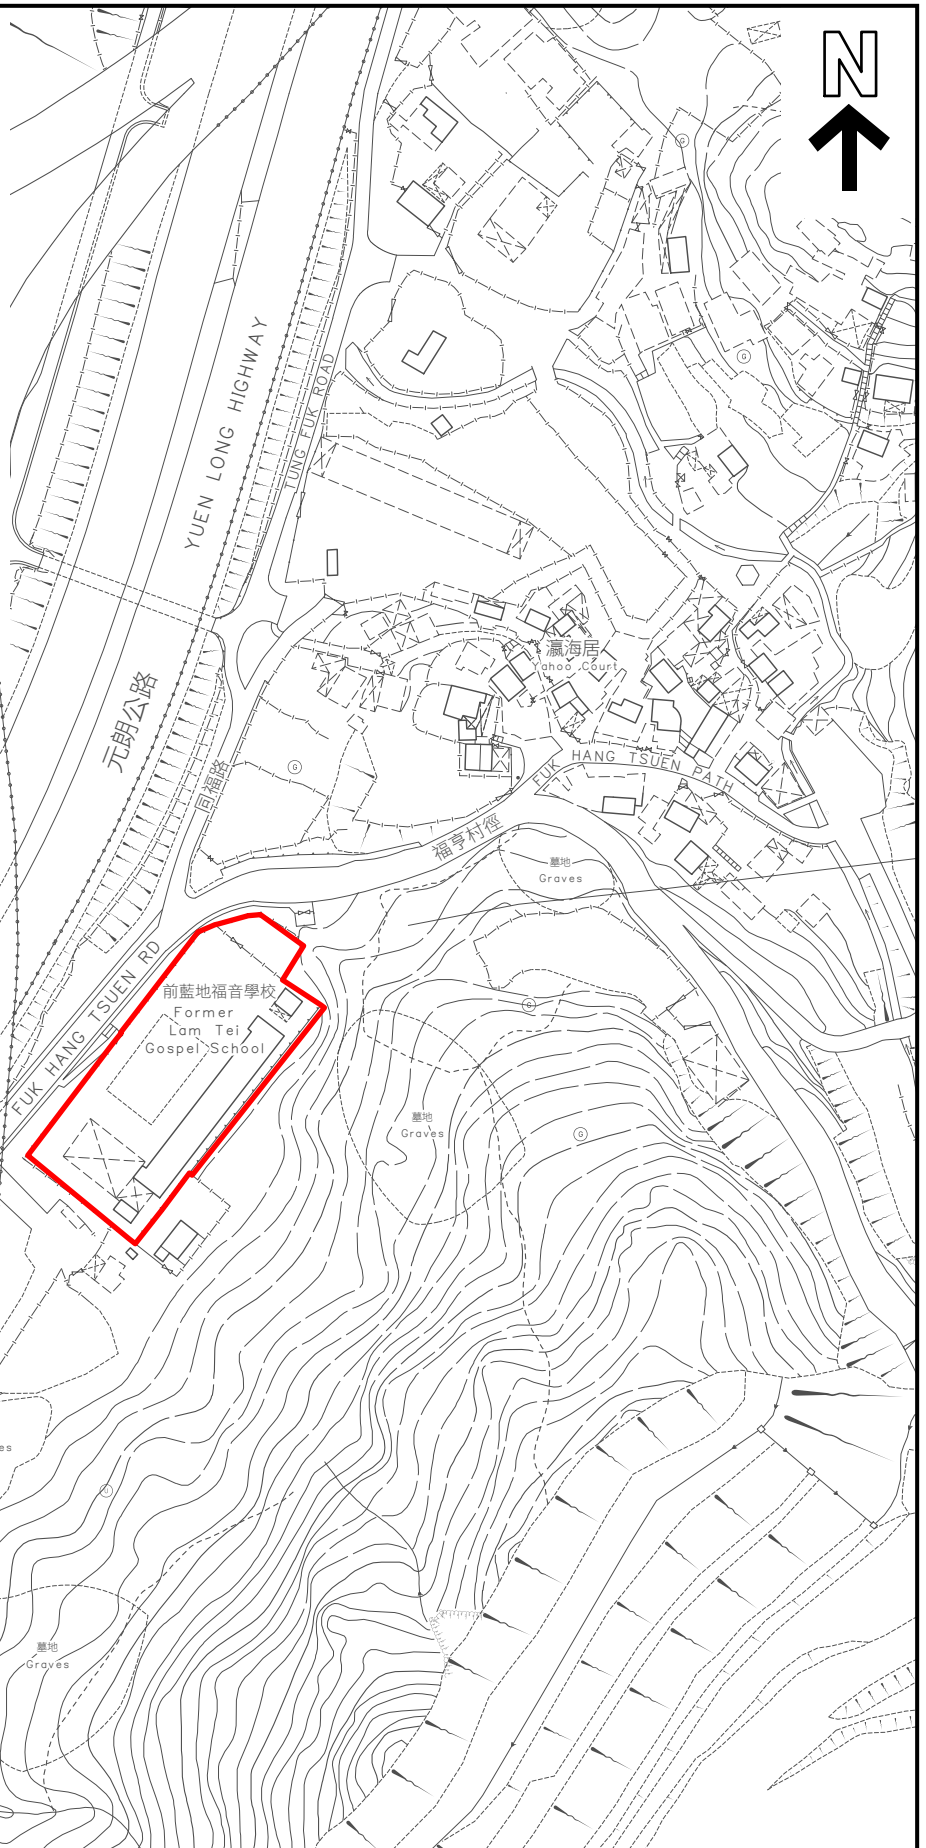 N
YUEN LONG HIGHWAY
TUNG FUK ROAD
G
G
瀛海居
Yahoo Court
元朗公路
G
同福路
FUK HANG TSUEN PATH
福亨村徑
墓地
Graves
FUK HANG TSUEN RD
前藍地福音學校
Former
Lam Tei
Gospel School
G
墓地
Graves
G
es
墓地
Graves